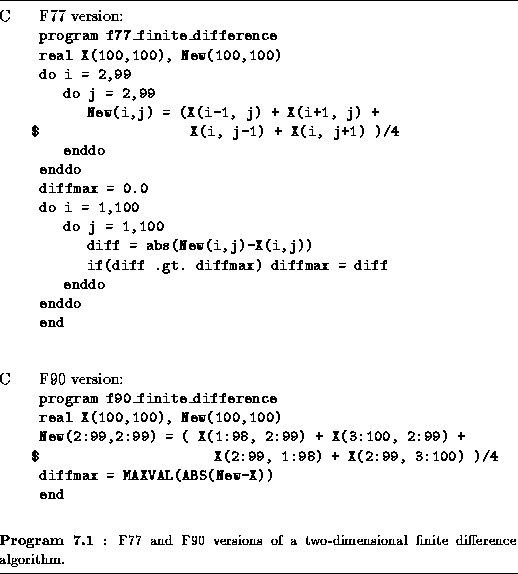 C F77 version:
program f77_finite_difference
real X(100,100), New(100,100)
do i = 2,99
do j = 2,99
New(i,j) = (X(i-1, j) + X(i+1, j) +
$ X(i, j-1) + X(i, j+1) )/4
enddo
enddo
diffmax = 0.0
do i = 1,100
do j = 1,100
diff = abs(New(i,j)-X(i,j))
if(diff .gt. diffmax) diffmax = diff
enddo
enddo
end
C F90 version:
program f90_finite_difference
real X(100,100), New(100,100)
New(2:99,2:99) = ( X(1:98, 2:99) + X(3:100, 2:99) +
$ X(2:99, 1:98) + X(2:99, 3:100) )/4
diffmax = MAXVAL(ABS(New-X))
end
Program 7.1 : F77 and F90 versions of a two-dimensional finite difference
algorithm.